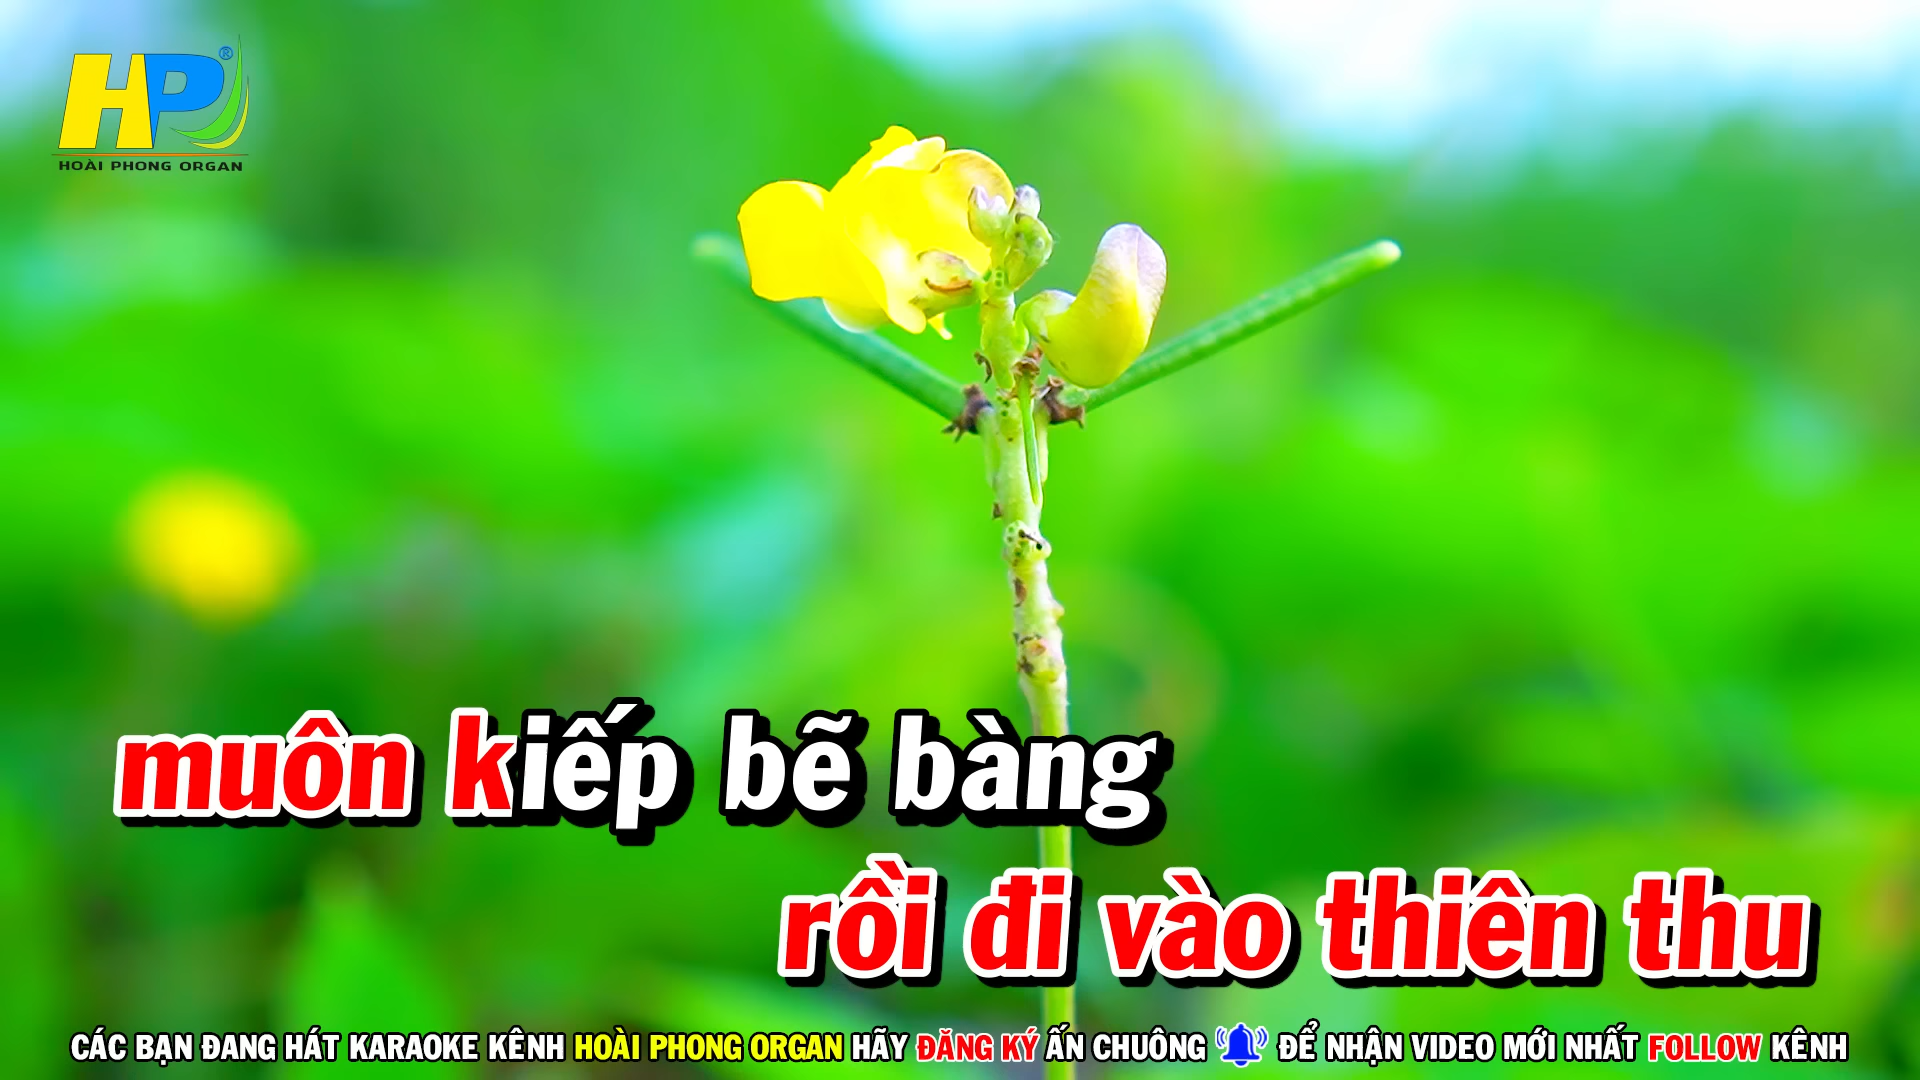 HP®
HOÀI PHONG ORGAN
muôn kiếp bẽ bàng
rồi đi vào thiên thu
CÁC BẠN ĐANG HÁT KARAOKE KÊNH HOÀI PHONG ORGAN HÃY ĐĂNG KÝ ẤN CHUÔNG ĐỂ NHẬN VIDEO MỚI NHẤT FOLLOW KÊNH